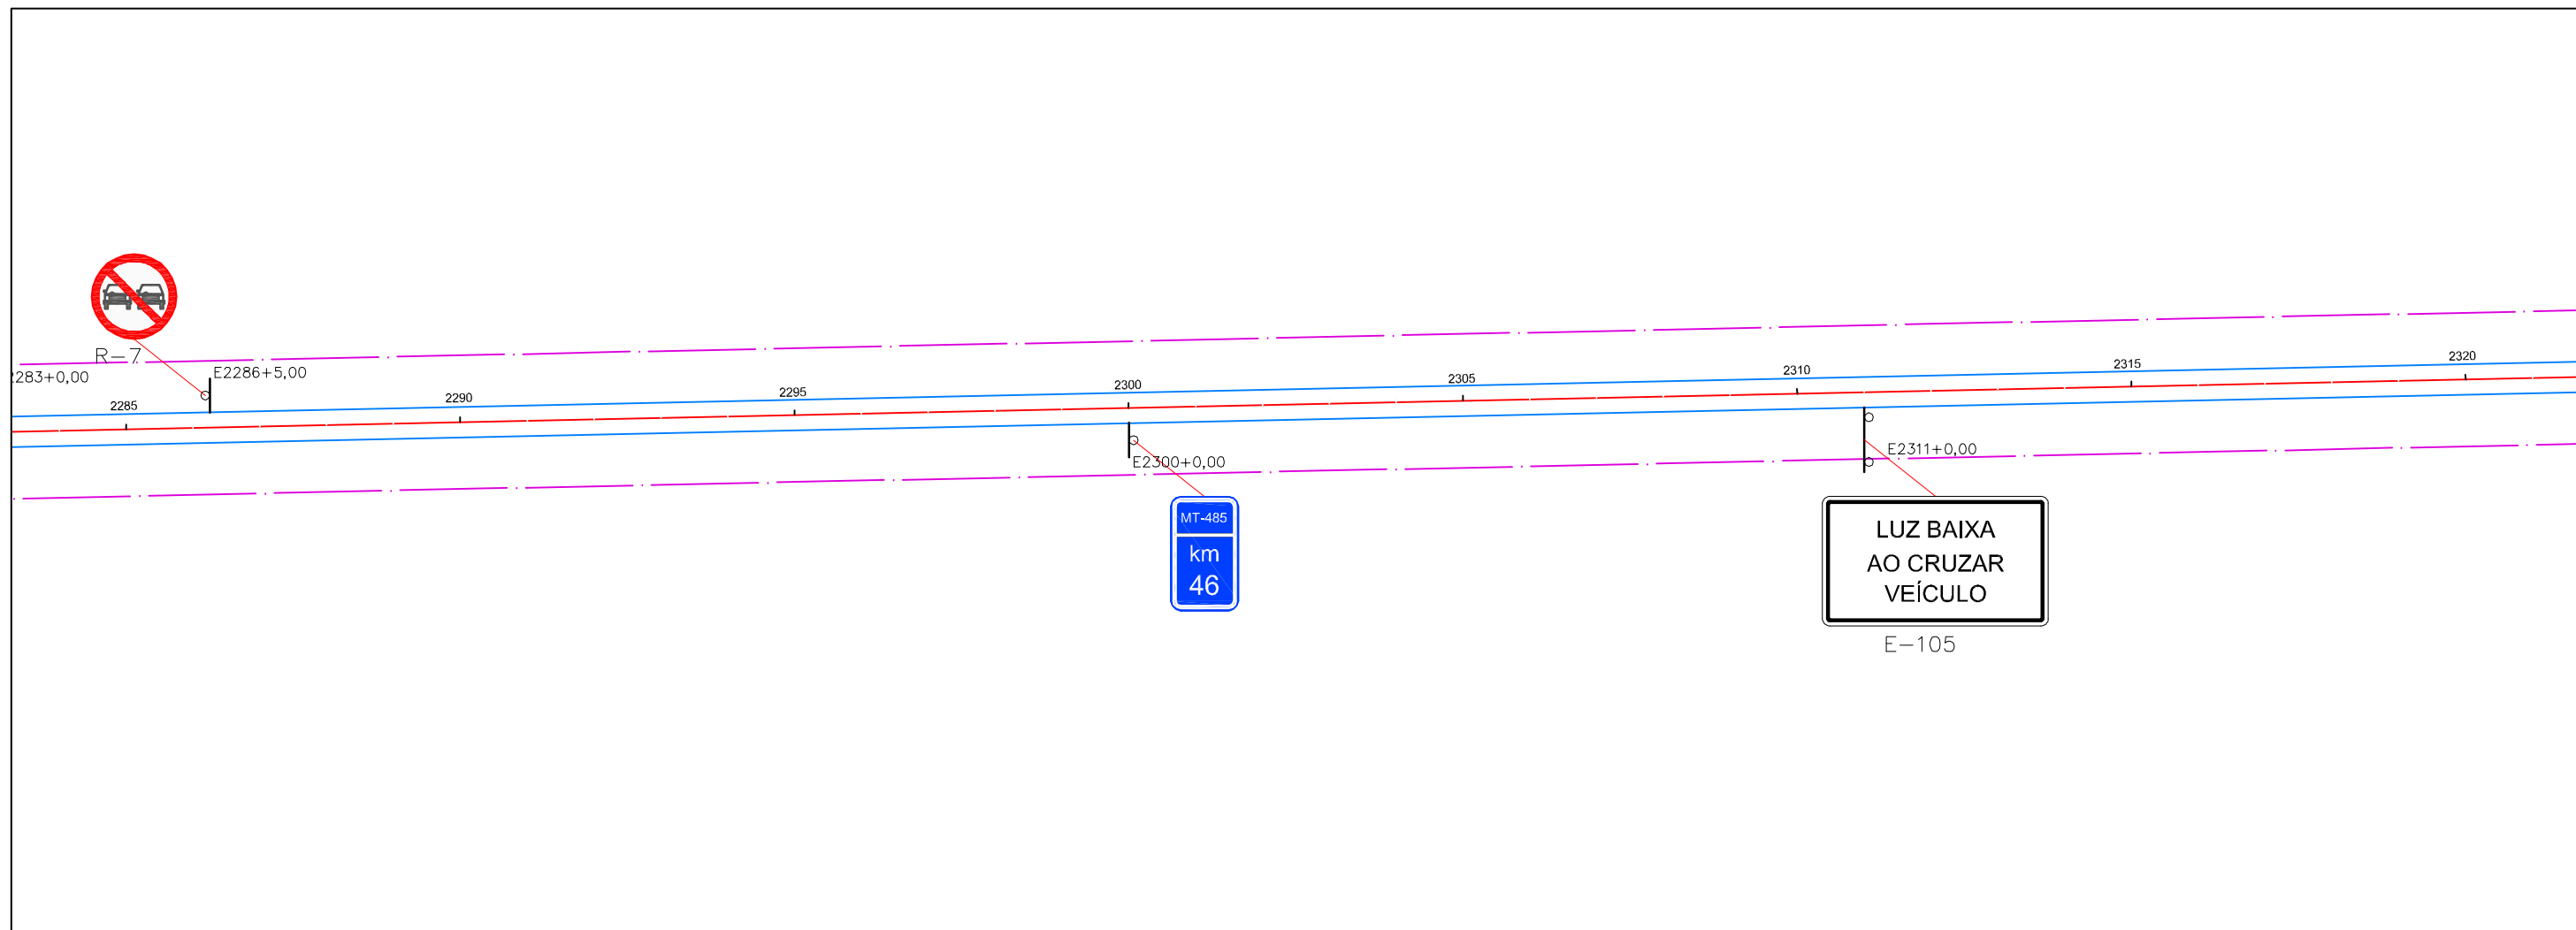 R-7
2283+0,00
E2286+5,00
2285
2290
2295
2300
2305
2310
2315
2320
E2300+0,00
E2311+0,00
MT-485
km
46
LUZ BAIXA
AO CRUZAR
VEÍCULO
E-105